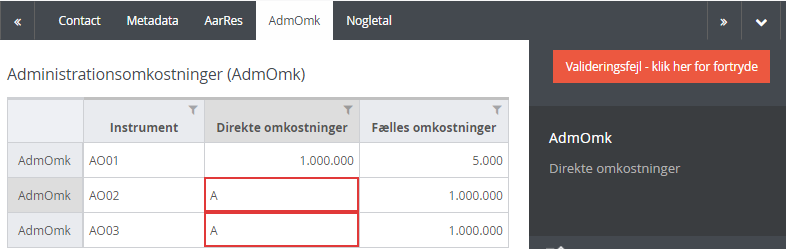 « Contact Metadata AarRes AdmOmk Nogletal »
Valideringsfejl - klik her for fortryde
Administrationsomkostninger (AdmOmk)
Instrument Direkte omkostninger Fælles omkostninger
AdmOmk AO01 1.000.000 5.000
AdmOmk AO02 A 1.000.000
AdmOmk AO03 A 1.000.000
AdmOmk
Direkte omkostninger